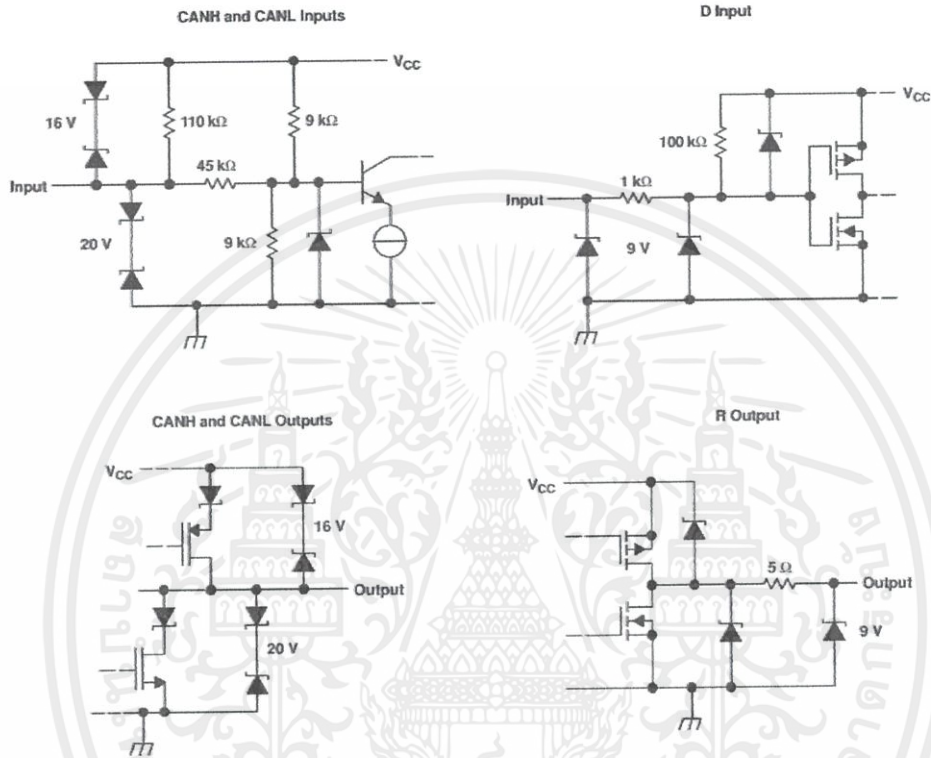 CANH and CANL Inputs
VCC
16 V
110 kΩ
9 kΩ
45 kΩ
Input
20 V
9 kΩ
D Input
VCC
100 kΩ
1 kΩ
Input
9 V
CANH and CANL Outputs
VCC
16 V
Output
20 V
R Output
VCC
5 Ω
Output
9 V